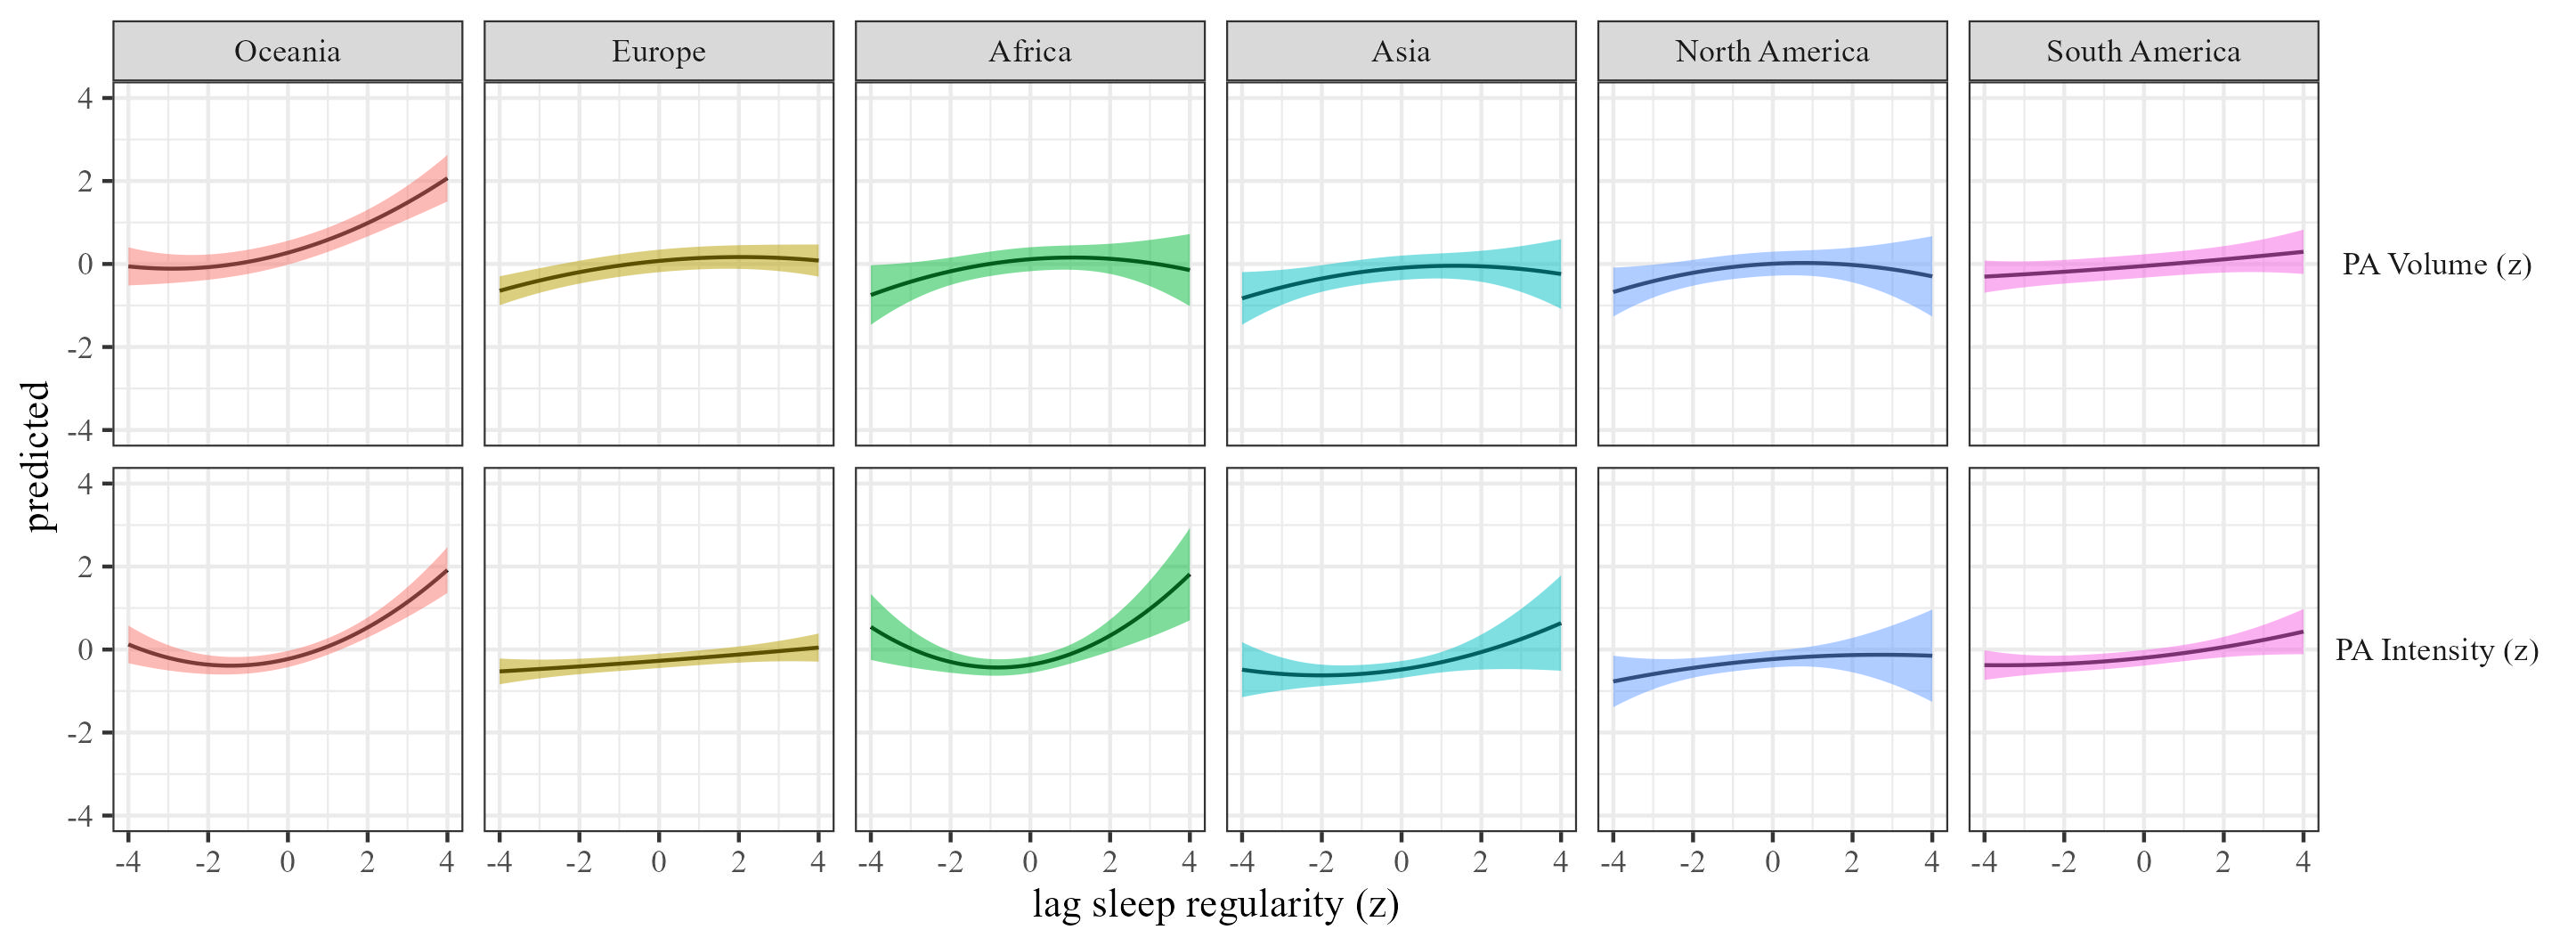 Oceania Europe Africa Asia North America South America
4
2
0
-2
-4
PA Volume (z)
predicted
4
2
0
-2
-4
PA Intensity (z)
-4 -2 0 2 4 -4 -2 0 2 4 -4 -2 0 2 4 -4 -2 0 2 4 -4 -2 0 2 4 -4 -2 0 2 4
lag sleep regularity (z)